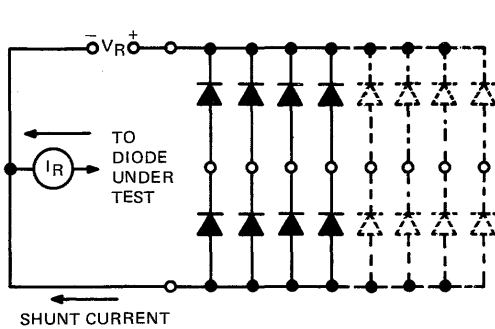 − VR +
TO
DIODE
UNDER
TEST
IR
SHUNT CURRENT